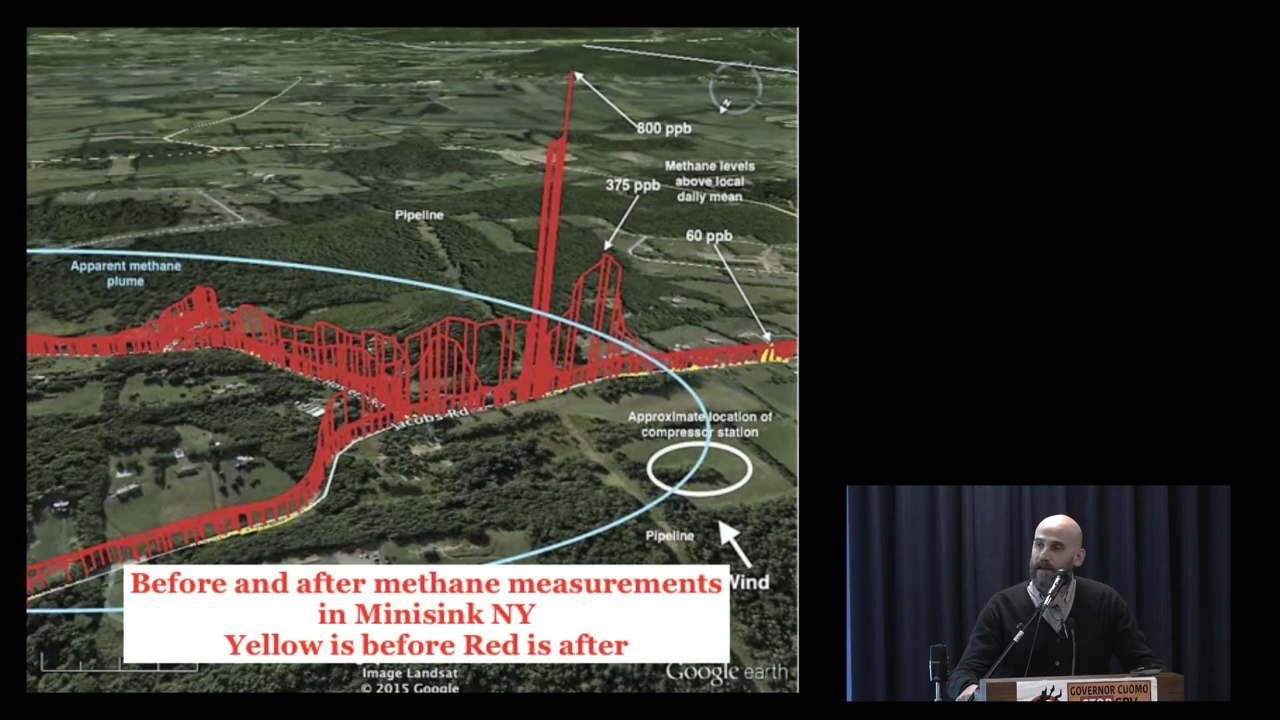 800 ppb
Methane levels
above local
daily mean
375 ppb
Pipeline
60 ppb
Apparent methane
plume
Jacobs Rd
Approximate location of
compressor station
Pipeline
Wind
Before and after methane measurements
in Minisink NY
Yellow is before Red is after
Image Landsat
© 2015 Google
Google earth
GOVERNOR CUOMO
STOP CPV